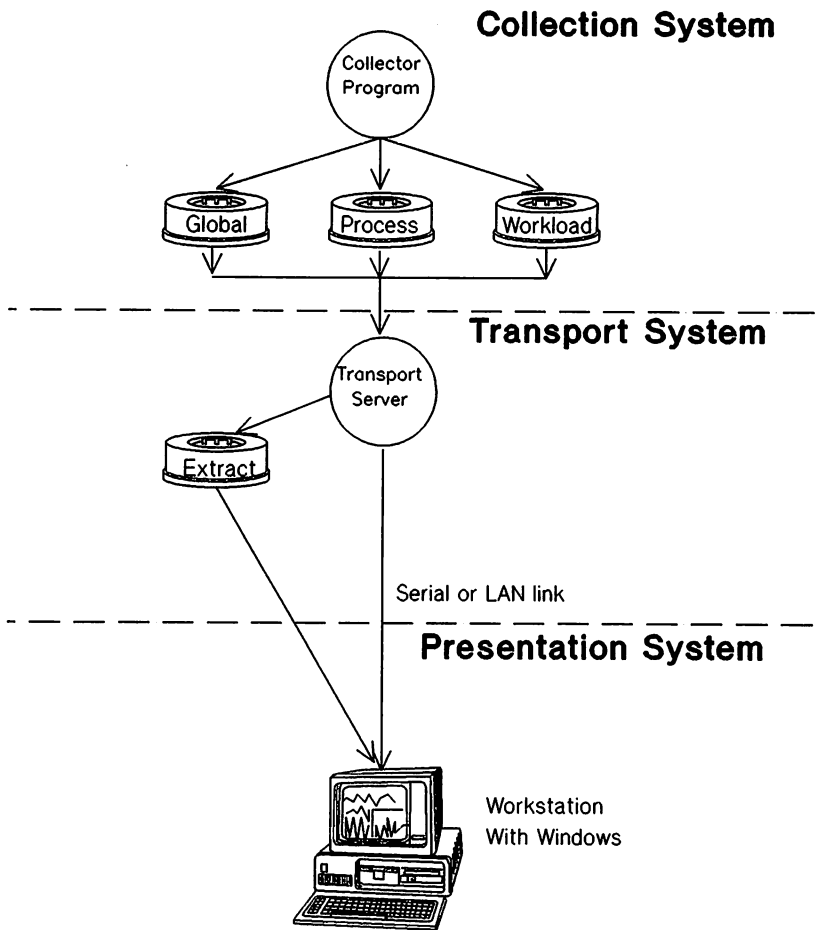 Collection System
Collector
Program
Global
Process
Workload
Transport System
Transport
Server
Extract
Serial or LAN link
Presentation System
Workstation
With Windows